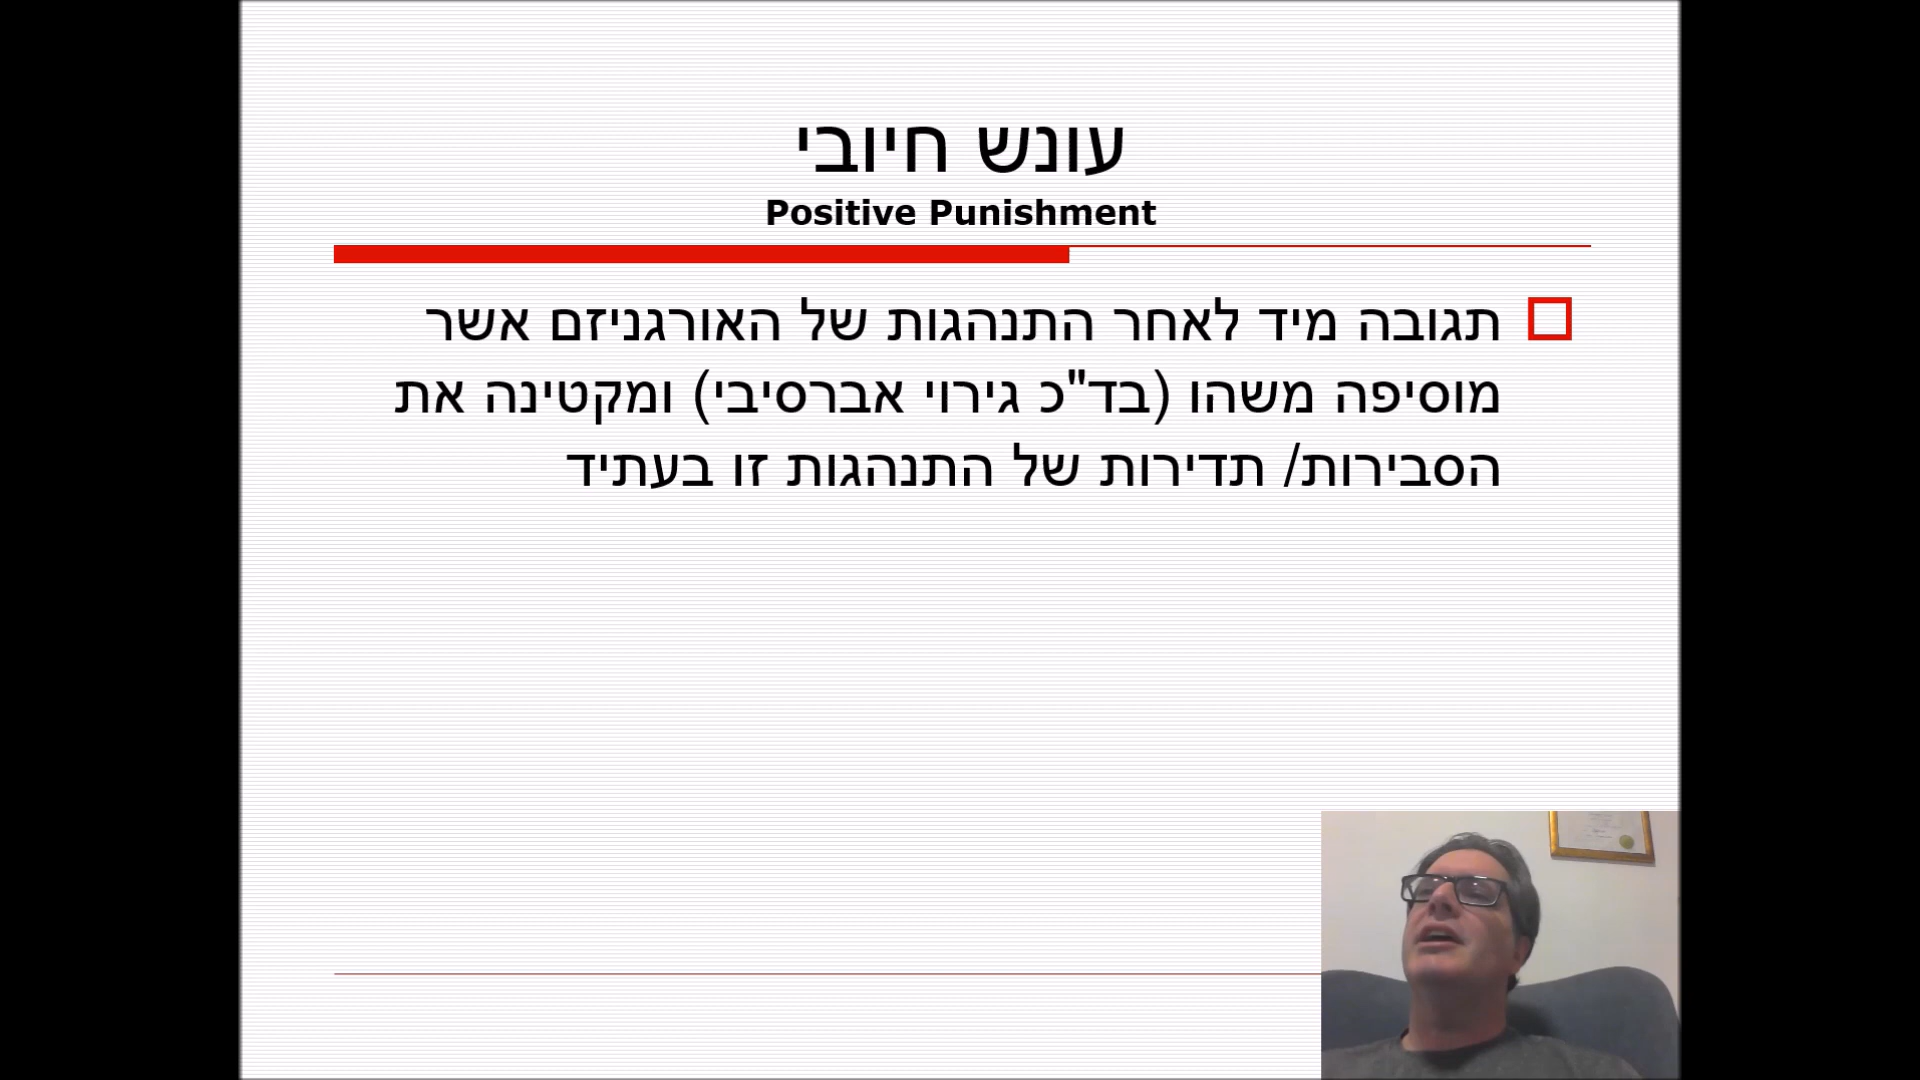 עונש חיובי
Positive Punishment
תגובה מיד לאחר התנהגות של האורגניזם אשר
מוסיפה משהו (בד"כ גירוי אברסיבי) ומקטינה את
הסבירות/ תדירות של התנהגות זו בעתיד